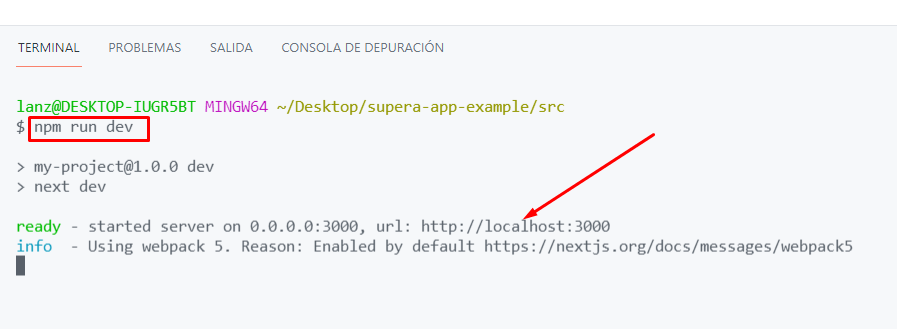 TERMINAL PROBLEMAS SALIDA CONSOLA DE DEPURACIÓN
lanz@DESKTOP-IUGR5BT MINGW64 ~/Desktop/supera-app-example/src
$ npm run dev
> my-project@1.0.0 dev
> next dev
ready - started server on 0.0.0.0:3000, url: http://localhost:3000
info - Using webpack 5. Reason: Enabled by default https://nextjs.org/docs/messages/webpack5